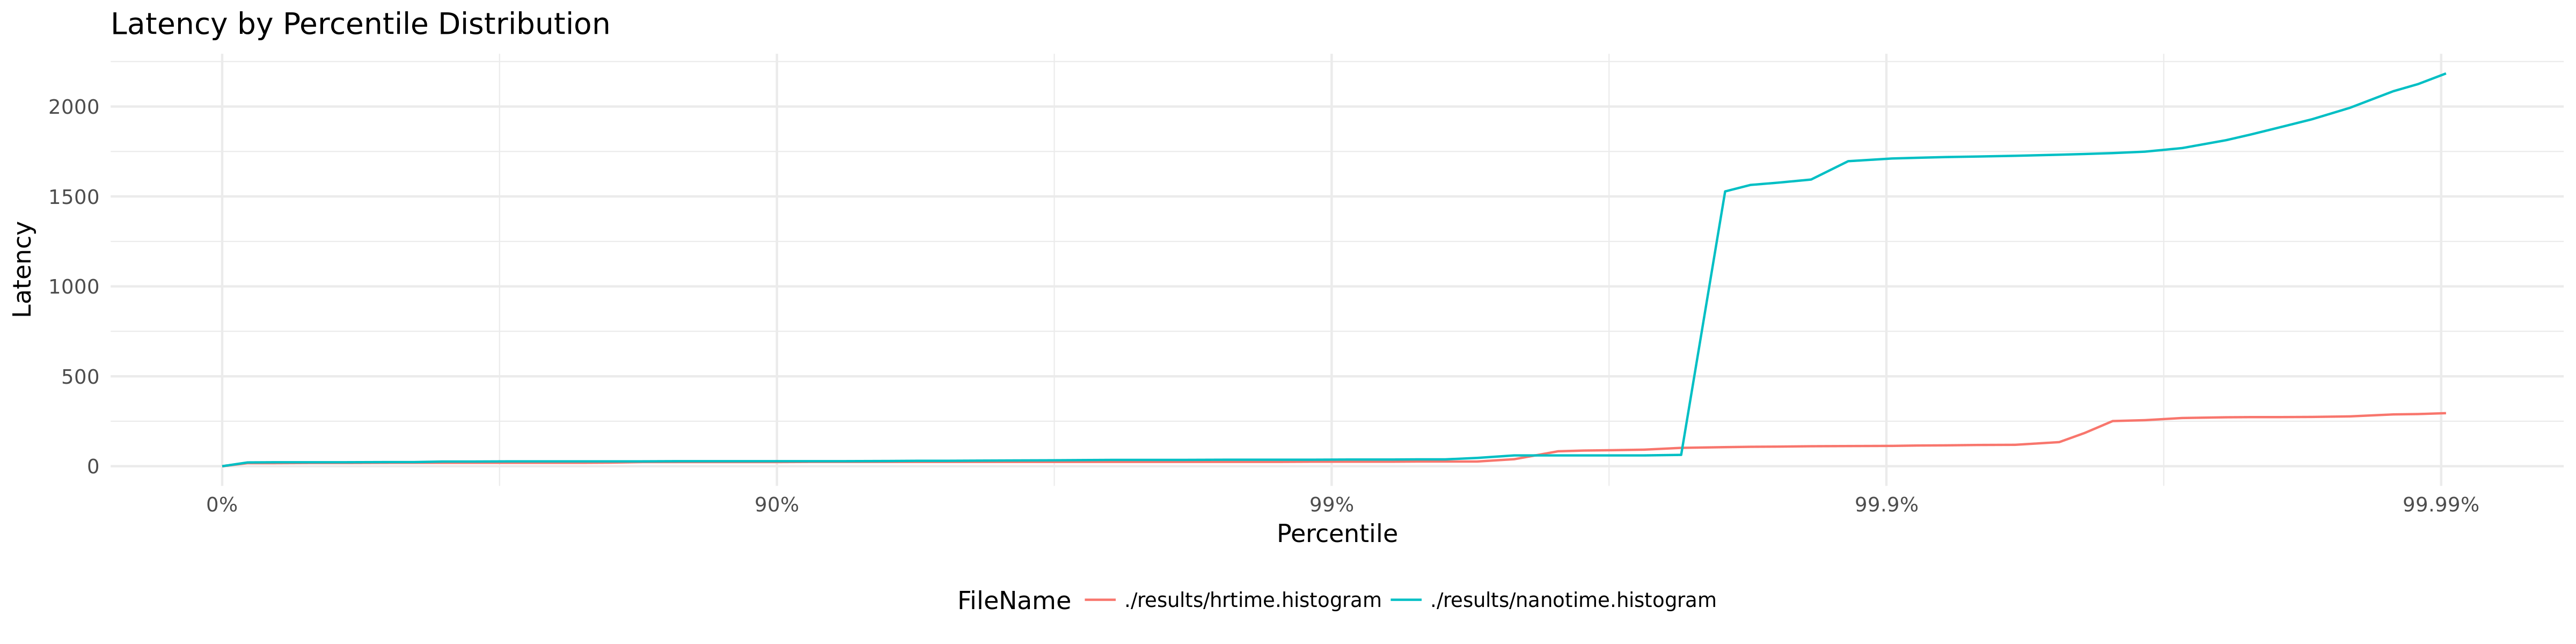 Latency by Percentile Distribution
Latency
2000
1500
1000
500
0
0% 90% 99% 99.9% 99.99%
Percentile
FileName ./results/hrtime.histogram ./results/nanotime.histogram